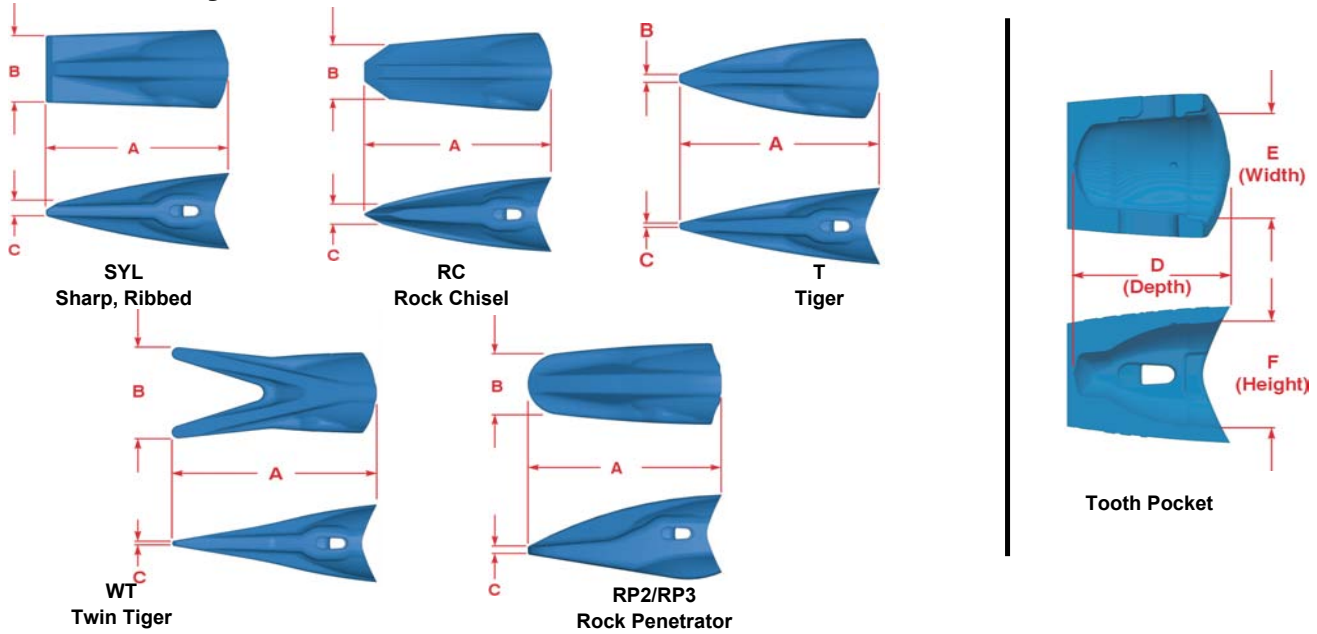 B
A
C
SYL
Sharp, Ribbed
B
A
C
RC
Rock Chisel
B
A
C
T
Tiger
B
A
C
WT
Twin Tiger
B
A
C
RP2/RP3
Rock Penetrator
E
(Width)
D
(Depth)
F
(Height)
Tooth Pocket